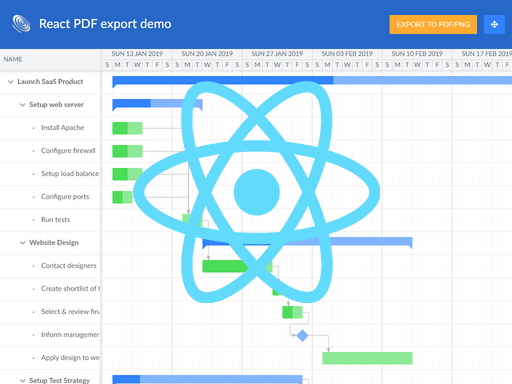 React PDF export demo
EXPORT TO PDF/PNG
NAME
SUN 13 JAN 2019 SUN 20 JAN 2019 SUN 27 JAN 2019 SUN 03 FEB 2019 SUN 10 FEB 2019 SUN 17 FEB 2019
S M T W T F S S M T W T F S S M T W T F S S M T W T F S S M T W T F S S M T W T F S
Launch SaaS Product
Setup web server
Install Apache
Configure firewall
Setup load balance
Configure ports
Run tests
Website Design
Contact designers
Create shortlist of t
Select & review fin
Inform managemer
Apply design to we
Setup Test Strategy